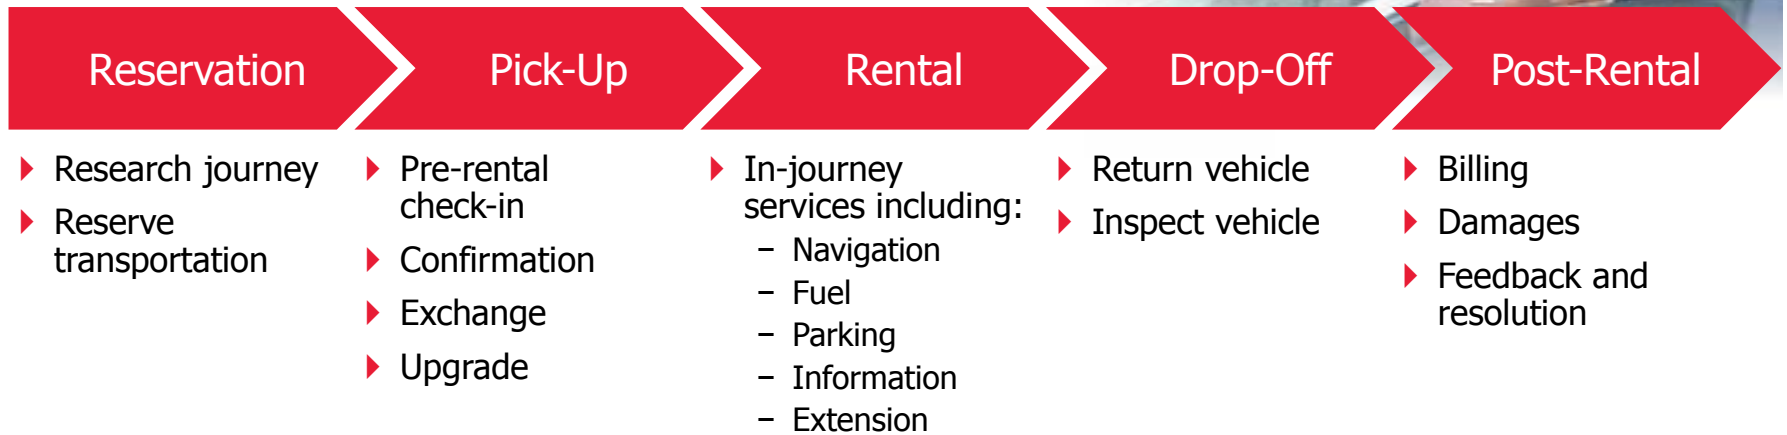 Reservation
Pick-Up
Rental
Drop-Off
Post-Rental
Research journey
Reserve
transportation
Pre-rental
check-in
Confirmation
Exchange
Upgrade
In-journey
services including:
– Navigation
– Fuel
– Parking
– Information
– Extension
Return vehicle
Inspect vehicle
Billing
Damages
Feedback and
resolution